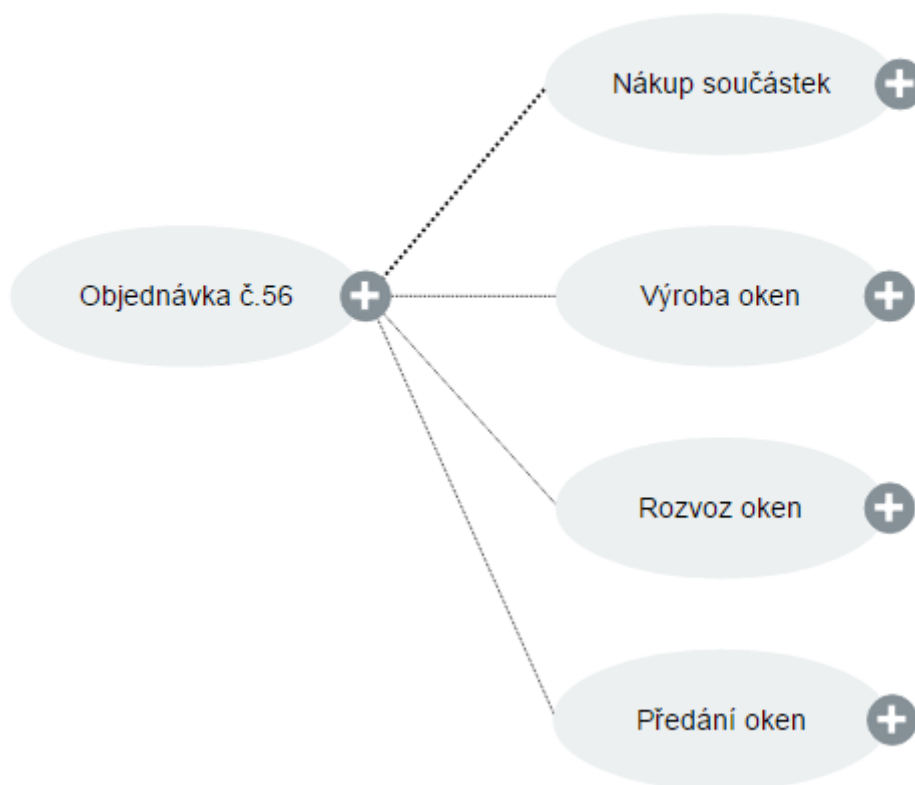 Nákup součástek
Objednávka č.56
Výroba oken
Rozvoz oken
Předání oken